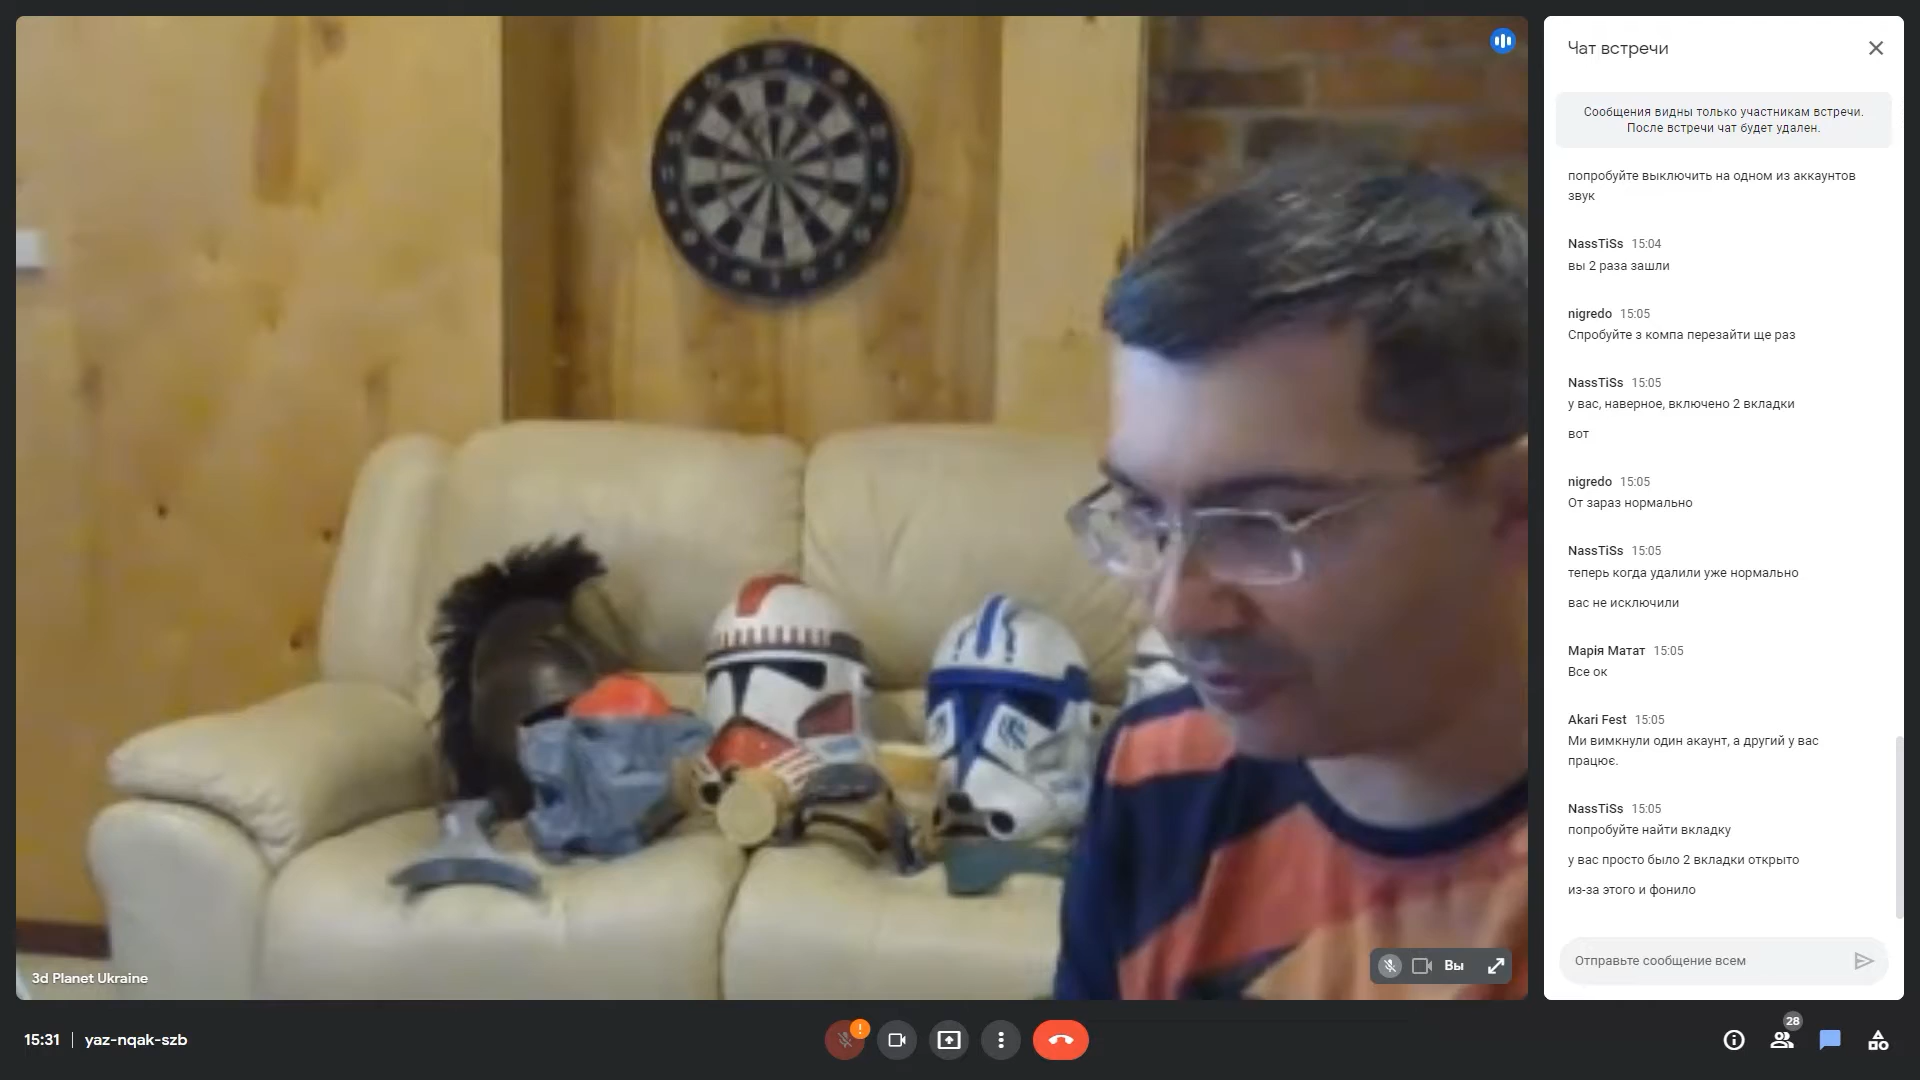 Чат встречи
Сообщения видны только участникам встречи.
После встречи чат будет удален.
попробуйте выключить на одном из аккаунтов
звук
NassTiSs 15:04
вы 2 раза зашли
nigredo 15:05
Спробуйте з компа перезайти ще раз
NassTiSs 15:05
у вас, наверное, включено 2 вкладки
вот
nigredo 15:05
От зараз нормально
NassTiSs 15:05
теперь когда удалили уже нормально
вас не исключили
Марія Матат 15:05
Все ок
Akari Fest 15:05
Ми вимкнули один акаунт, а другий у вас
працює.
NassTiSs 15:05
попробуйте найти вкладку
у вас просто было 2 вкладки открыто
из-за этого и фонило
Отправьте сообщение всем
3d Planet Ukraine
Вы
15:31 | yaz-nqak-szb
28